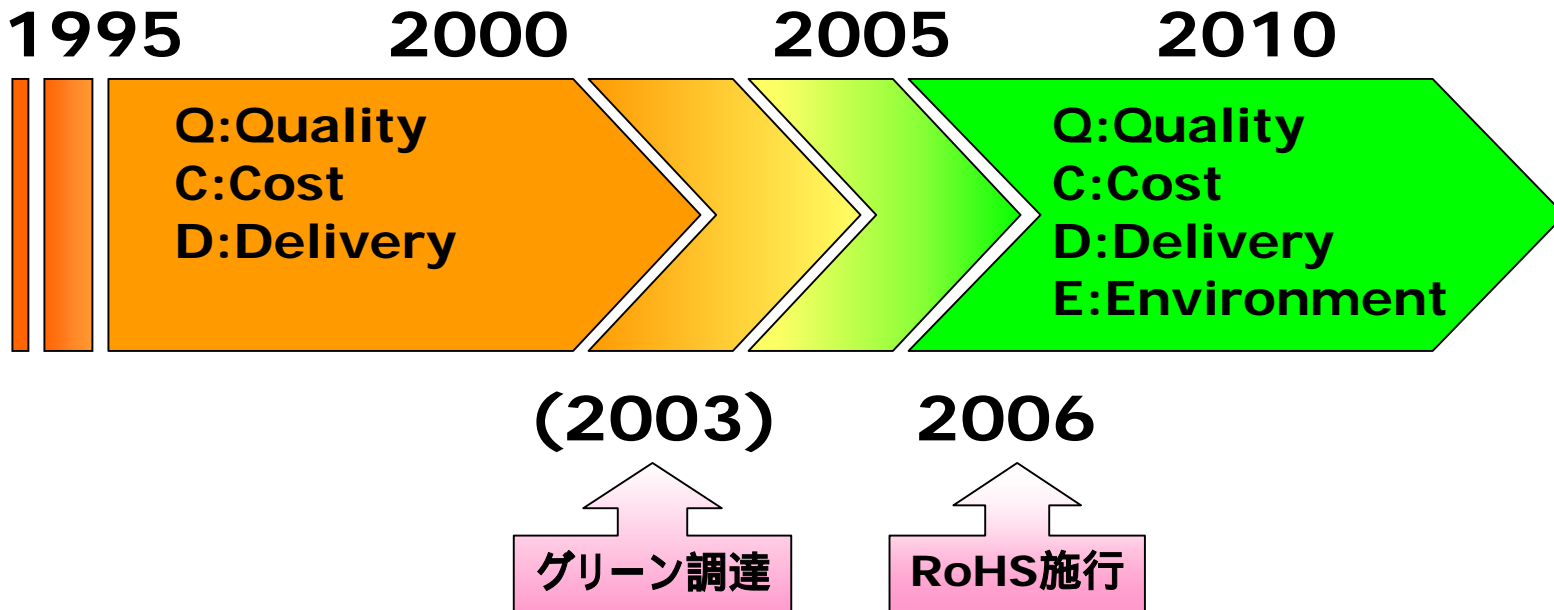 1995 2000 2005 2010
Q:Quality
C:Cost
D:Delivery
Q:Quality
C:Cost
D:Delivery
E:Environment
(2003) 2006
グリーン調達 RoHS施行